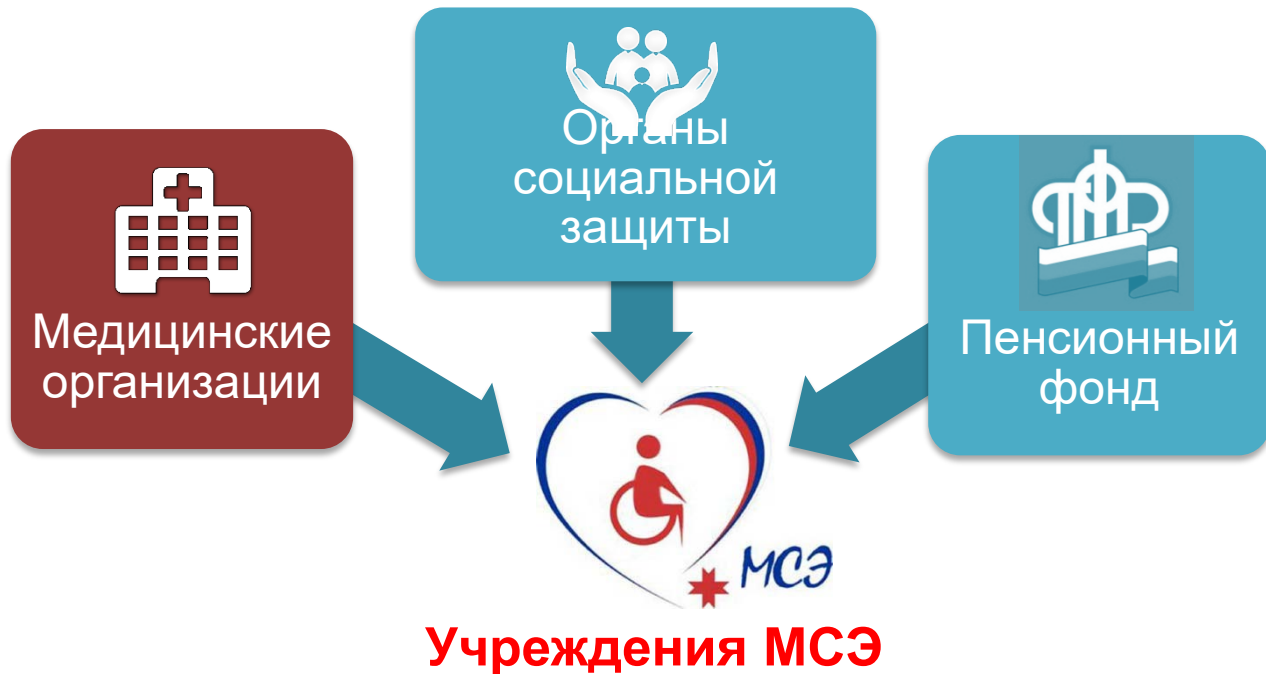 Органы
социальной
защиты
Медицинские
организации
Пенсионный
фонд
МСЭ
Учреждения МСЭ